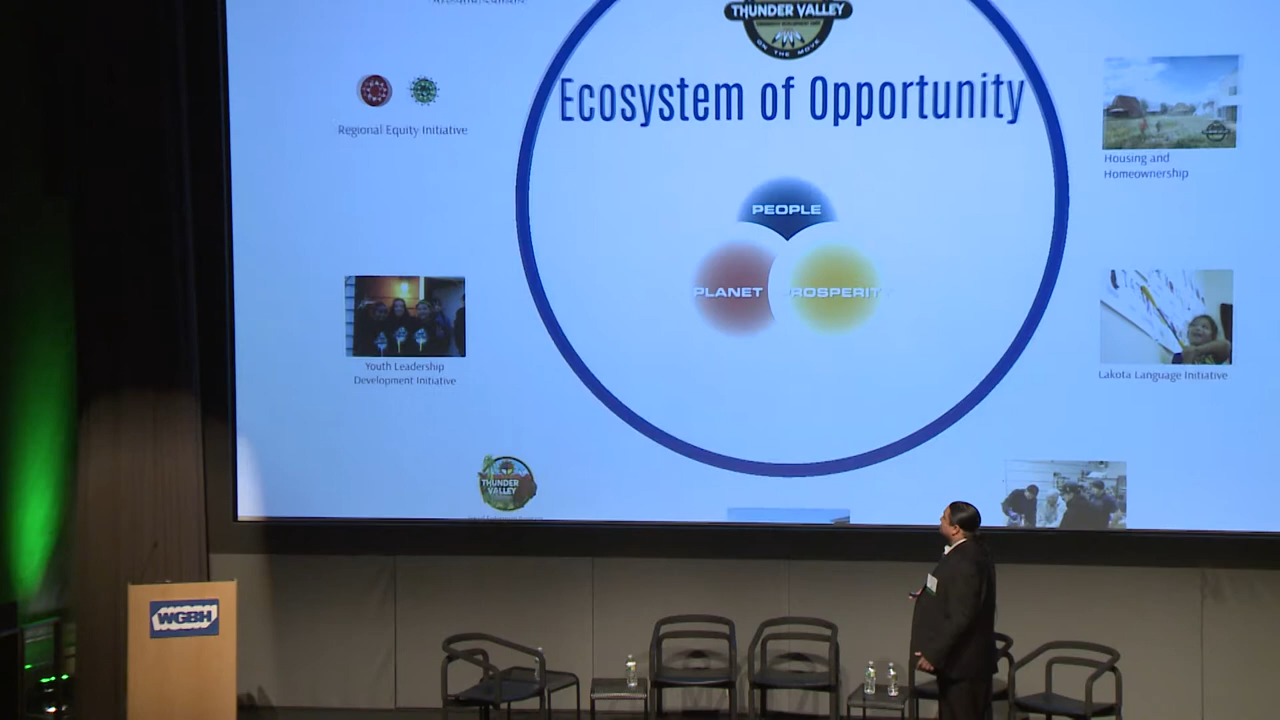 THUNDER VALLEY
ON THE MOVE
Ecosystem of Opportunity
Regional Equity Initiative
Housing and
Homeownership
PEOPLE
PLANET
PROSPERIT
Youth Leadership
Development Initiative
Lakota Language Initiative
THUNDER
VALLEY
WGBH